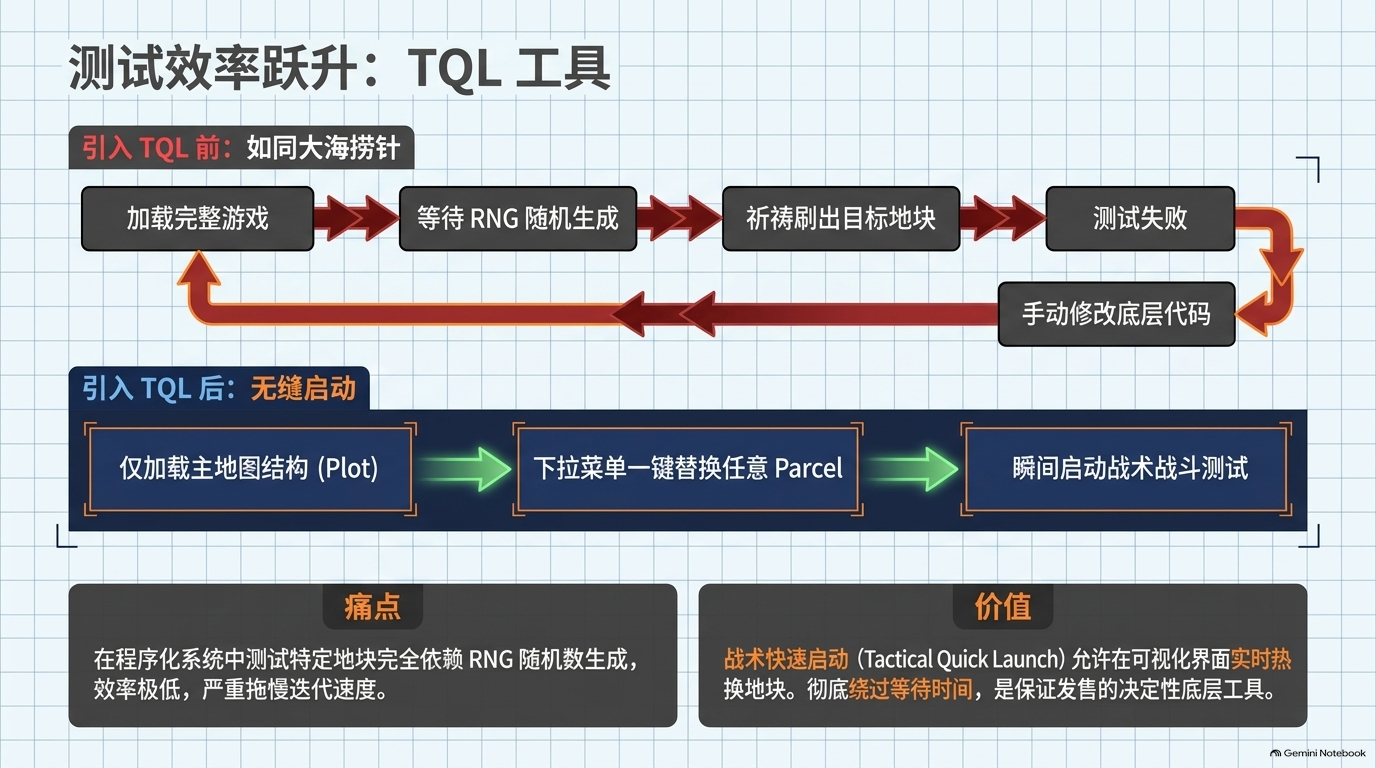 测试效率跃升：TQL 工具
引入 TQL 前：如同大海捞针
加载完整游戏
等待 RNG 随机生成
祈祷刷出目标地块
测试失败
手动修改底层代码
引入 TQL 后：无缝启动
仅加载主地图结构 (Plot)
下拉菜单一键替换任意 Parcel
瞬间启动战术战斗测试
痛点
在程序化系统中测试特定地块完全依赖 RNG 随机数生成，
效率极低，严重拖慢迭代速度。
价值
战术快速启动 (Tactical Quick Launch) 允许在可视化界面实时热
换地块。彻底绕过等待时间，是保证发售的决定性底层工具。
Gemini Notebook